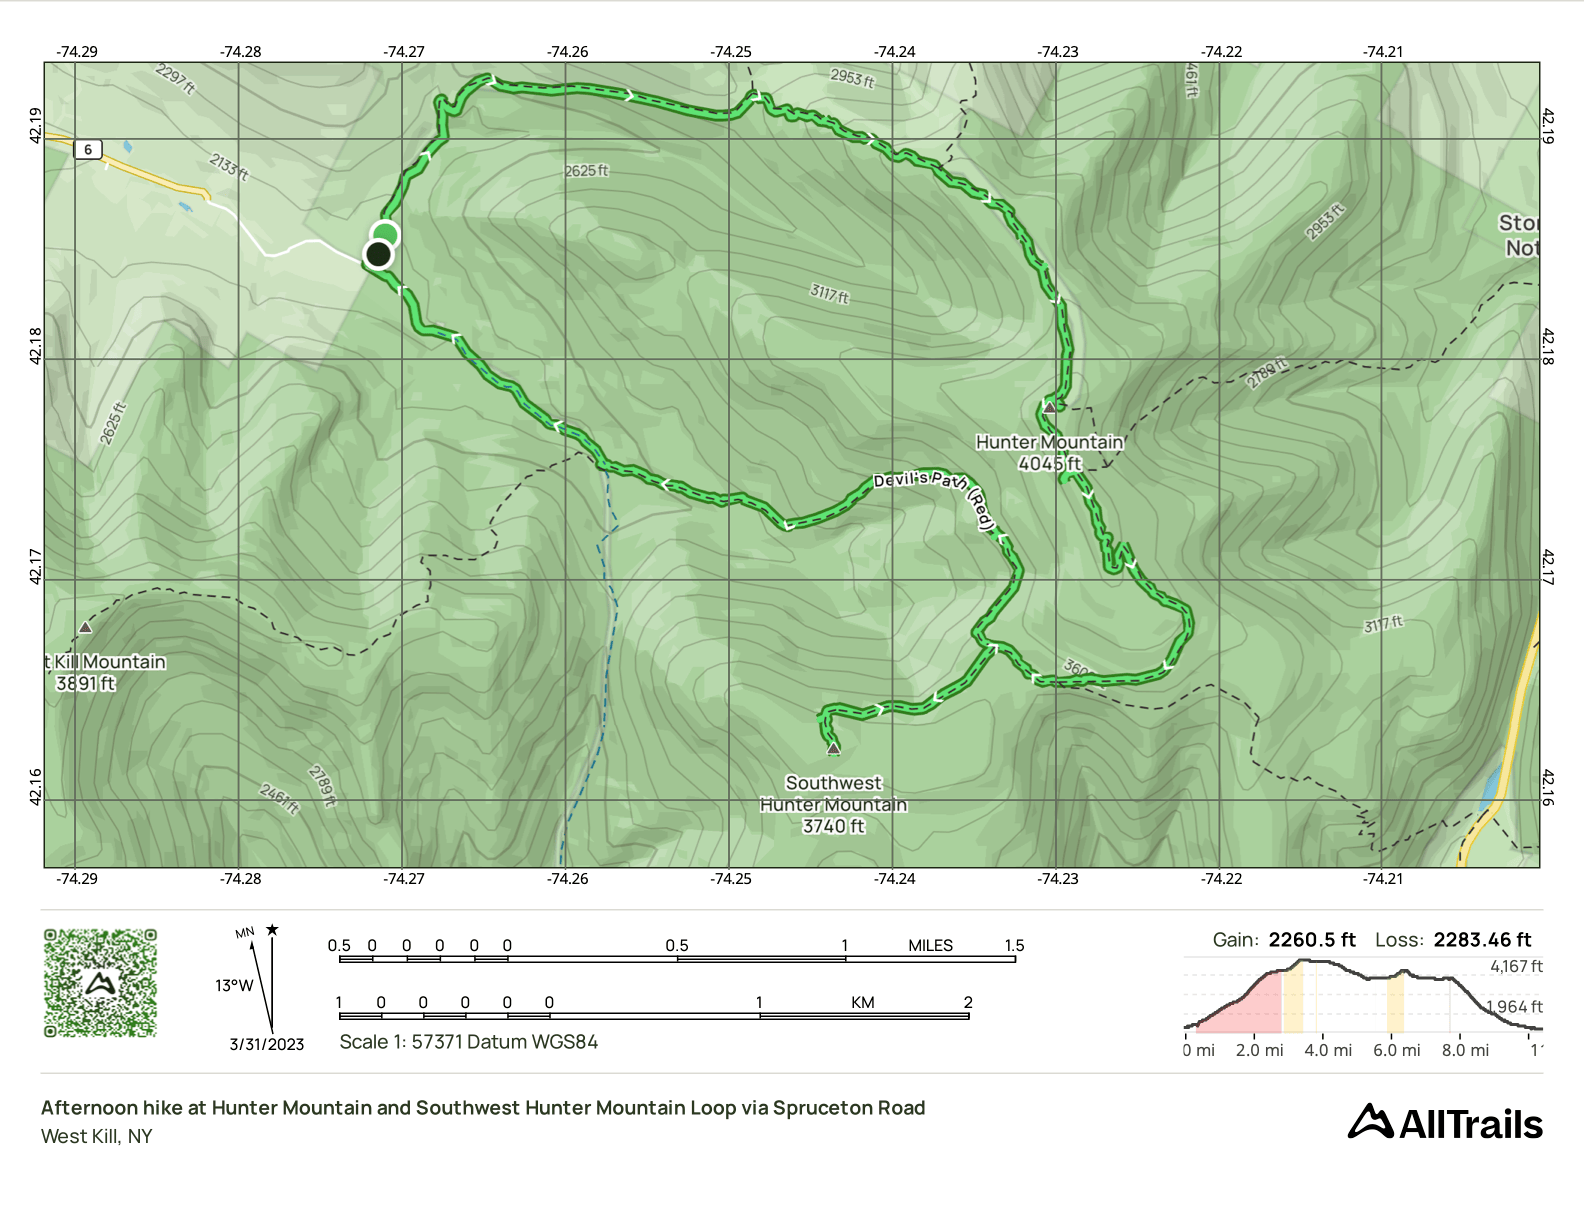 -74.29 -74.28 -74.27 -74.26 -74.25 -74.24 -74.23 -74.22 -74.21
2297 ft
2953 ft
461 ft
42.19
42.19
6
2133 ft
2625 ft
2953 ft
Stor
Not
3117 ft
42.18
42.18
2789 ft
2625 ft
Hunter Mountain
4045 ft
Devil's Path (Red)
42.17
42.17
3117 ft
t Kill Mountain
3891 ft
360
2461 ft
2789 ft
Southwest
Hunter Mountain
3740 ft
42.16
42.16
-74.29 -74.28 -74.27 -74.26 -74.25 -74.24 -74.23 -74.22 -74.21
MN
13°W
3/31/2023
0.5 0 0 0 0 0 0.5 1 MILES 1.5
1 0 0 0 0 0 1 KM 2
Scale 1: 57371 Datum WGS84
Gain: 2260.5 ft Loss: 2283.46 ft
4,167 ft
1,964 ft
0 mi 2.0 mi 4.0 mi 6.0 mi 8.0 mi
Afternoon hike at Hunter Mountain and Southwest Hunter Mountain Loop via Spruceton Road
West Kill, NY
AllTrails